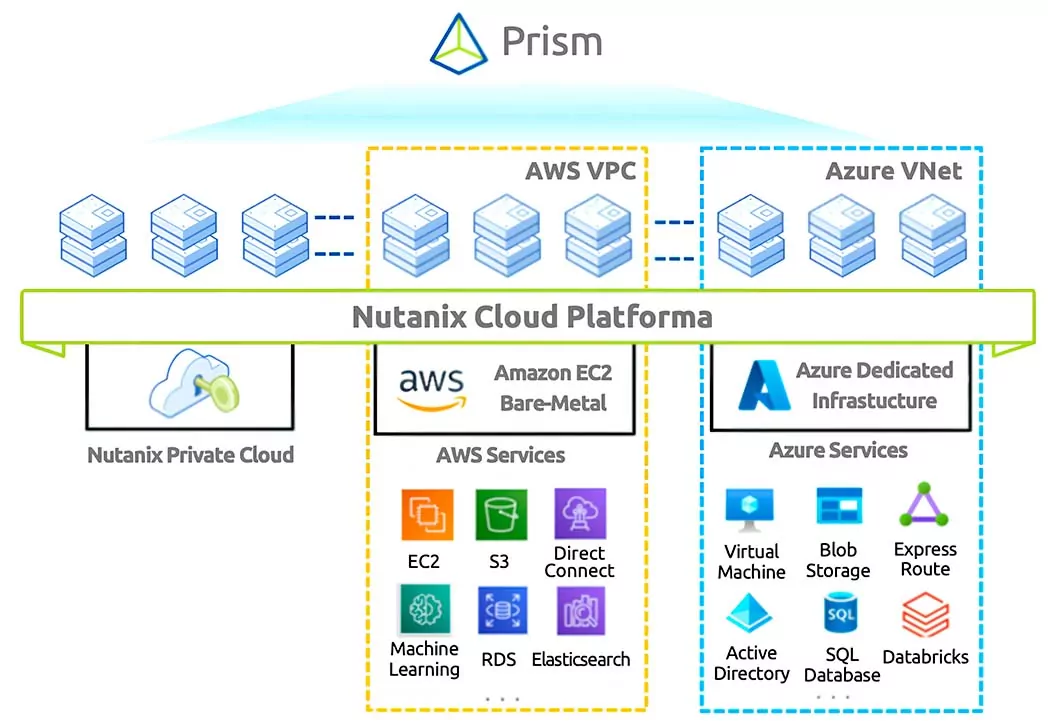 Prism
AWS VPC
Azure VNet
Nutanix Cloud Platforma
aws
Amazon EC2
Bare-Metal
Azure Dedicated
Infrastucture
Nutanix Private Cloud
AWS Services
Azure Services
EC2
S3
Direct
Connect
Virtual
Machine
Blob
Storage
Express
Route
Machine
Learning
RDS
Elasticsearch
SQL
Active
Directory
SQL
Database
Databricks
...
...